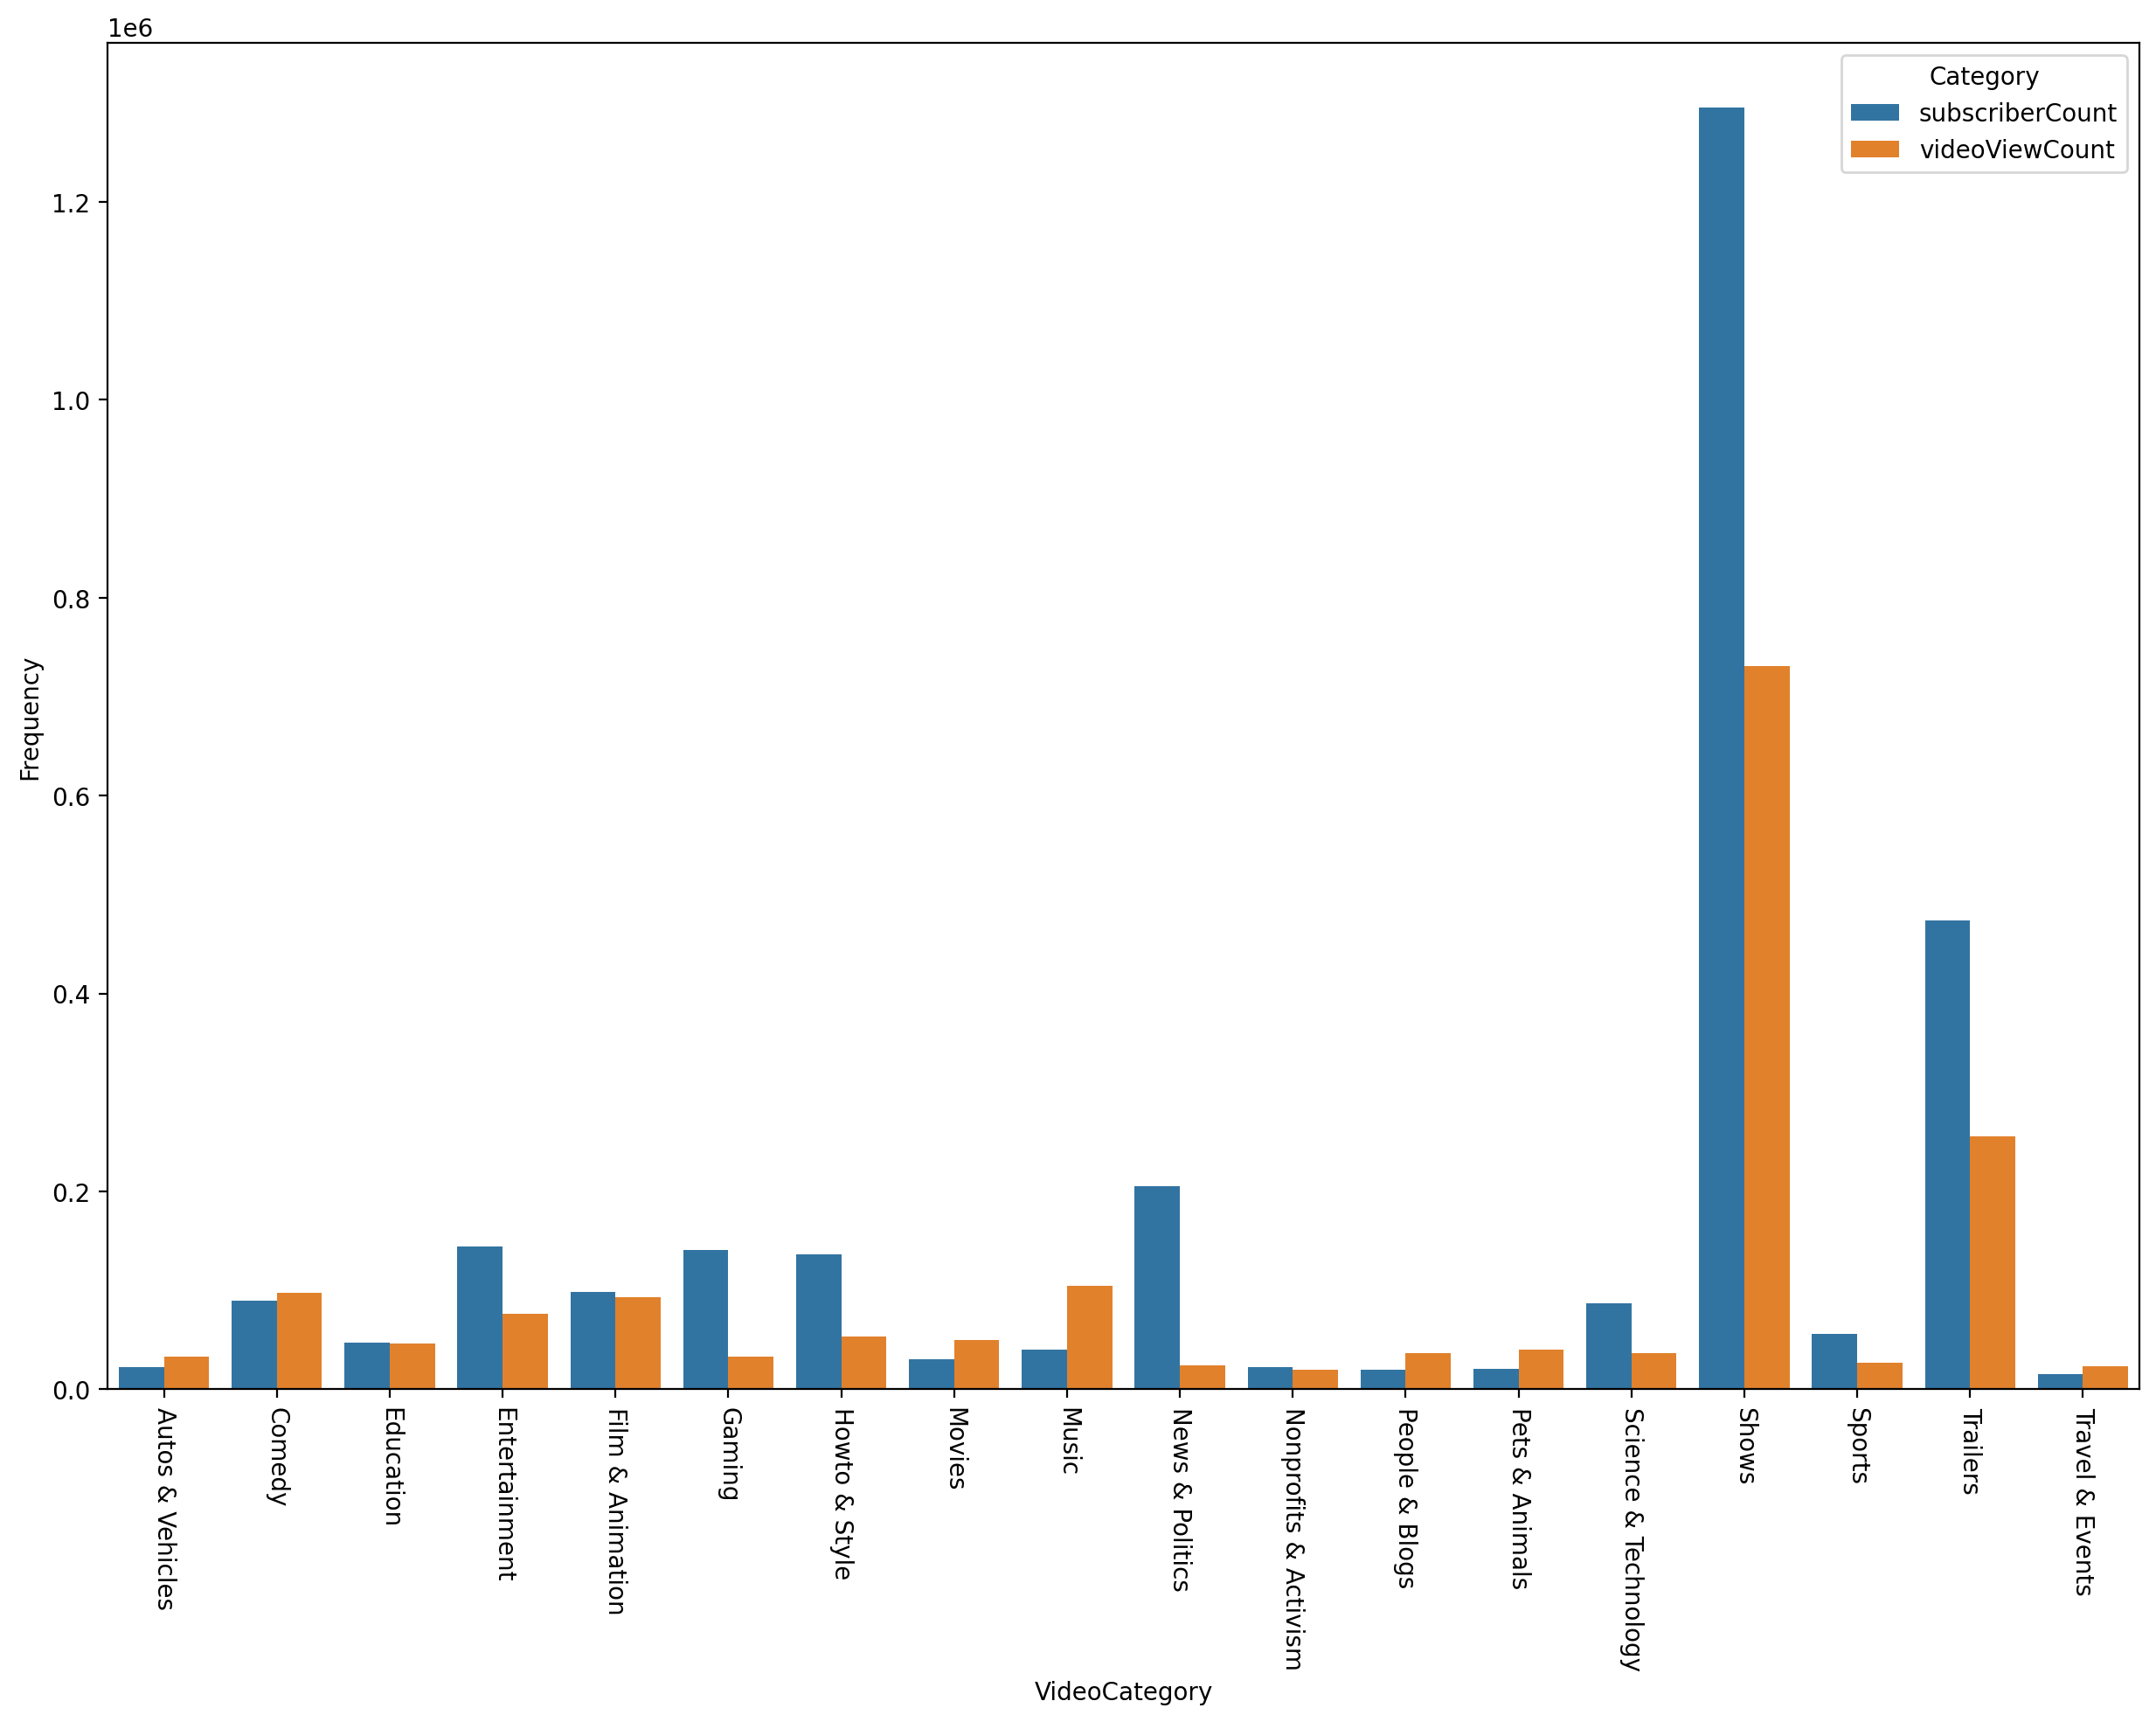 1e6
Category
subscriberCount
videoViewCount
1.2
1.0
0.8
0.6
0.4
0.2
0.0
Frequency
Autos & Vehicles
Comedy
Education
Entertainment
Film & Animation
Gaming
Howto & Style
Movies
Music
News & Politics
Nonprofits & Activism
People & Blogs
Pets & Animals
Science & Technology
Shows
Sports
Trailers
Travel & Events
VideoCategory